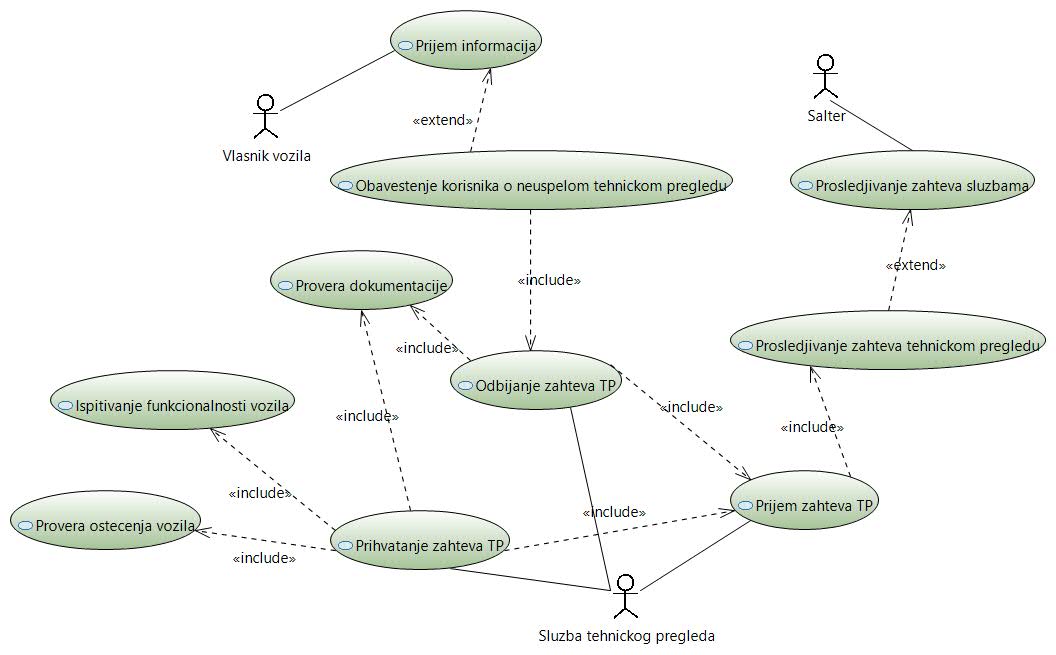 Prijem informacija
Salter
«extend»
Vlasnik vozila
Obavestenje korisnika o neuspelom tehnickom pregledu
Prosledjivanje zahteva sluzbama
«extend»
«include»
Provera dokumentacije
«include»
Prosledjivanje zahteva tehnickom pregledu
Odbijanje zahteva TP
Ispitivanje funkcionalnosti vozila
«include»
«include»
«include»
«include»
Prijem zahteva TP
«include»
Provera ostecenja vozila
Prihvatanje zahteva TP
«include»
Sluzba tehnickog pregleda